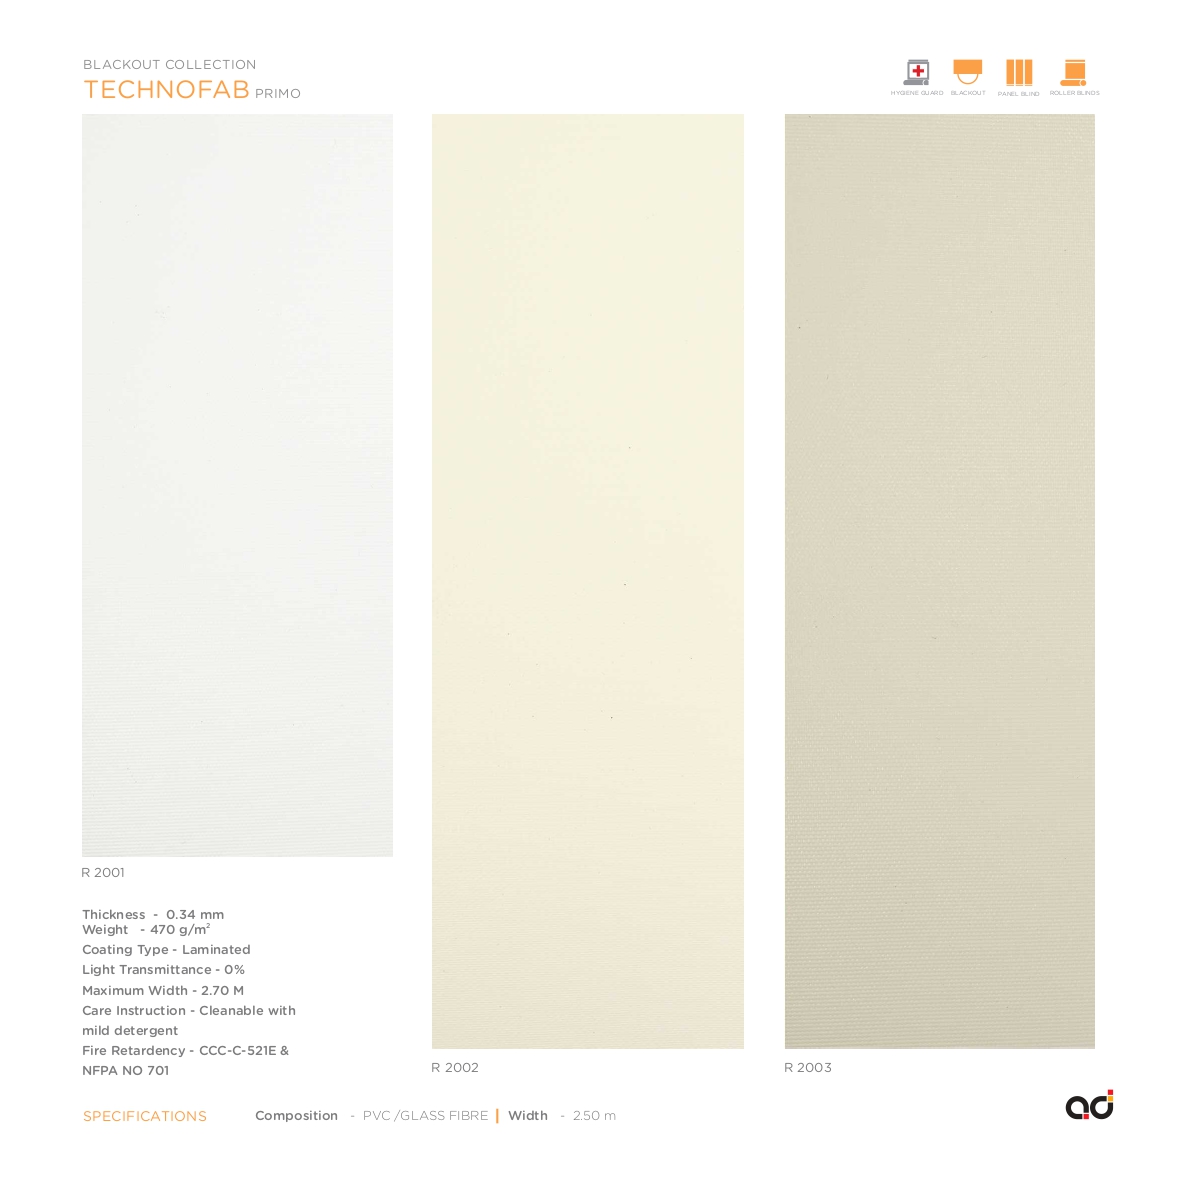 BLACKOUT COLLECTION
TECHNOFAB PRIMO
HYGIENE GUARD BLACKOUT PANEL BLIND ROLLER BLINDS
R 2001
Thickness - 0.34 mm
Weight - 470 g/m²
Coating Type - Laminated
Light Transmittance - 0%
Maximum Width - 2.70 M
Care Instruction - Cleanable with
mild detergent
Fire Retardency - CCC-C-521E &
NFPA NO 701
R 2002
R 2003
SPECIFICATIONS Composition - PVC /GLASS FIBRE | Width - 2.50 m
ad